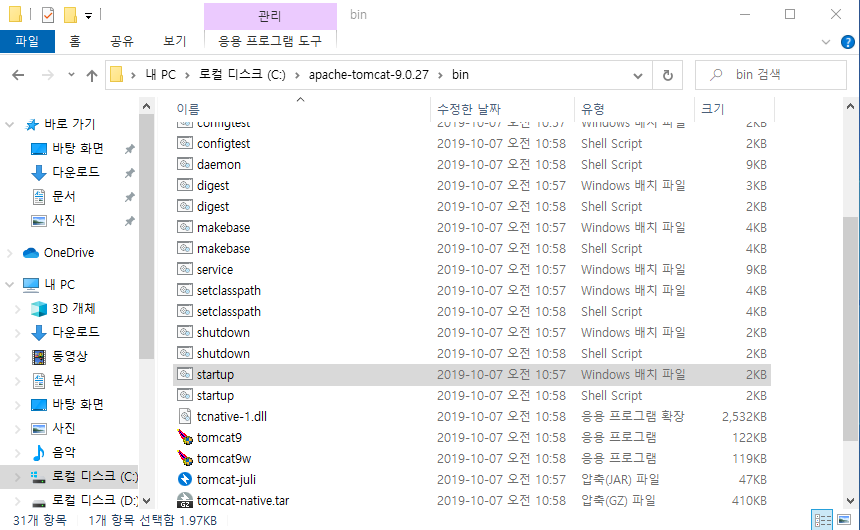 관리
bin
파일 홈 공유 보기 응용 프로그램 도구
내 PC > 로컬 디스크 (C:) > apache-tomcat-9.0.27 > bin
bin 검색
바로 가기
바탕 화면
다운로드
문서
사진
OneDrive
내 PC
3D 개체
다운로드
동영상
문서
바탕 화면
사진
음악
로컬 디스크 (C:)
로컬 디스크 (D:)
이름 수정한 날짜 유형 크기
configtest 2019-10-07 오전 10:57 Windows 배치 파일 2KB
configtest 2019-10-07 오전 10:58 Shell Script 2KB
daemon 2019-10-07 오전 10:58 Shell Script 9KB
digest 2019-10-07 오전 10:57 Windows 배치 파일 3KB
digest 2019-10-07 오전 10:58 Shell Script 2KB
makebase 2019-10-07 오전 10:57 Windows 배치 파일 4KB
makebase 2019-10-07 오전 10:58 Shell Script 4KB
service 2019-10-07 오전 10:57 Windows 배치 파일 9KB
setclasspath 2019-10-07 오전 10:57 Windows 배치 파일 4KB
setclasspath 2019-10-07 오전 10:58 Shell Script 4KB
shutdown 2019-10-07 오전 10:57 Windows 배치 파일 2KB
shutdown 2019-10-07 오전 10:58 Shell Script 2KB
startup 2019-10-07 오전 10:57 Windows 배치 파일 2KB
startup 2019-10-07 오전 10:58 Shell Script 2KB
tcnative-1.dll 2019-10-07 오전 10:58 응용 프로그램 확장 2,532KB
tomcat9 2019-10-07 오전 10:58 응용 프로그램 122KB
tomcat9w 2019-10-07 오전 10:58 응용 프로그램 119KB
tomcat-juli 2019-10-07 오전 10:58 압축(JAR) 파일 47KB
tomcat-native.tar 2019-10-07 오전 10:58 압축(GZ) 파일 410KB
31개 항목 1개 항목 선택함 1.97KB